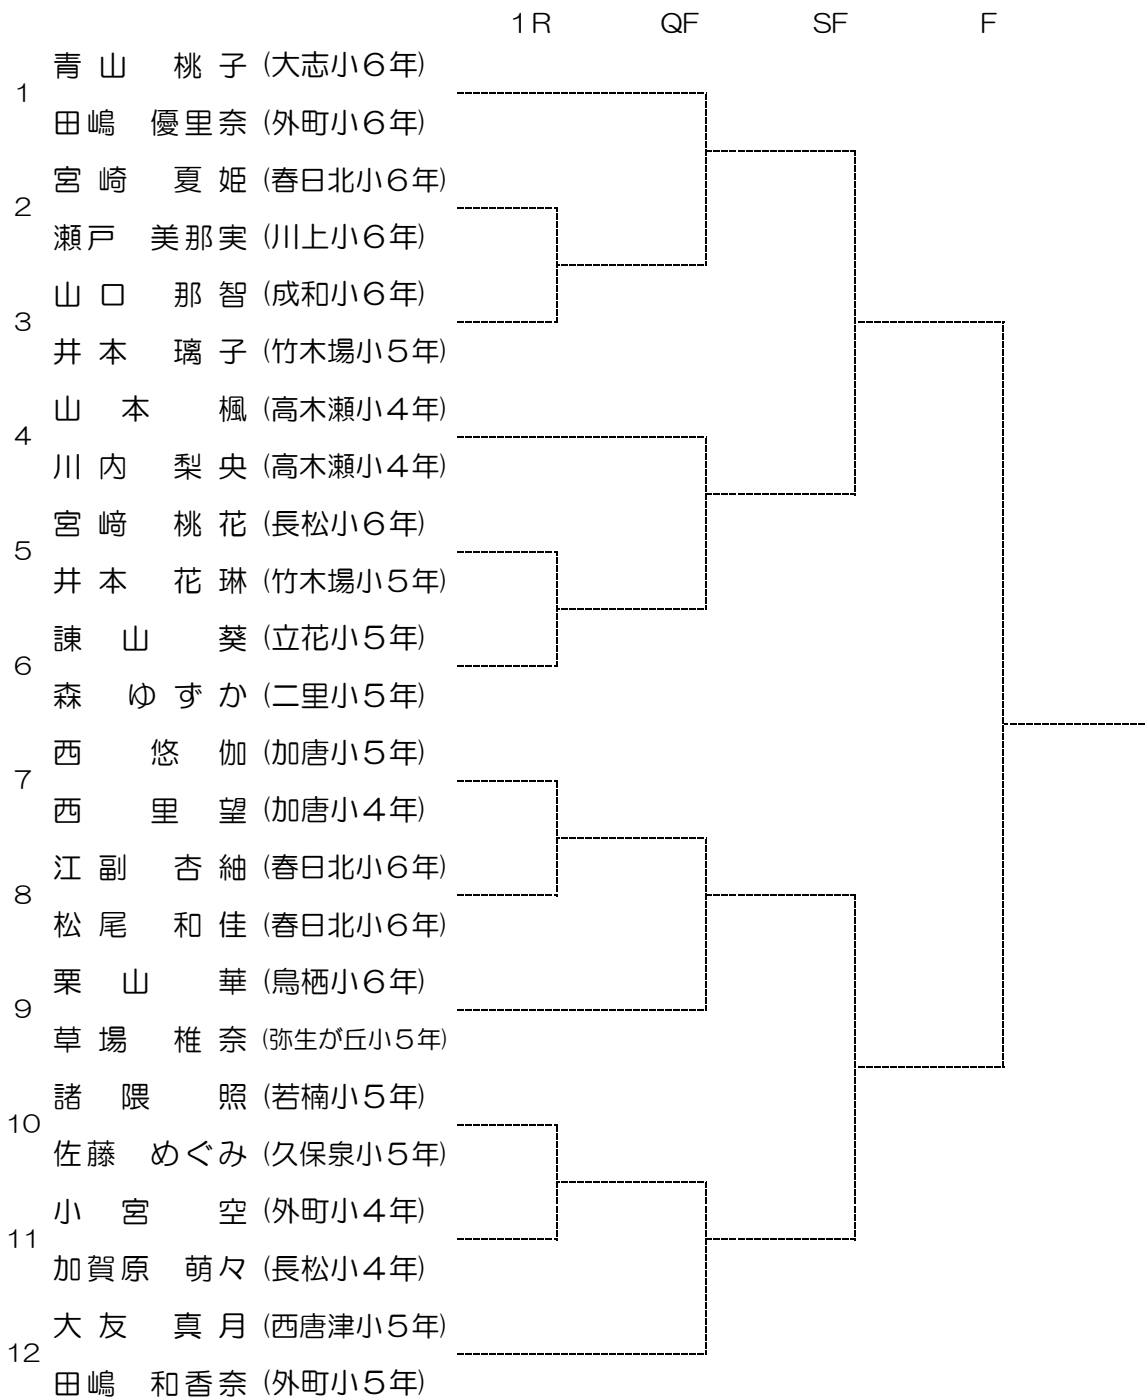 1R QF SF F
青山 桃子 (大志小6年)
1
田嶋 優里奈 (外町小6年)
宮崎 夏姫 (春日北小6年)
2
瀬戸 美那実 (川上小6年)
山口 那智 (成和小6年)
3
井本 璃子 (竹木場小5年)
山本 楓 (高木瀬小4年)
4
川内 梨央 (高木瀬小4年)
宮﨑 桃花 (長松小6年)
5
井本 花琳 (竹木場小5年)
諌山 葵 (立花小5年)
6
森 ゆずか (二里小5年)
西 悠伽 (加唐小5年)
7
西 里望 (加唐小4年)
江副 杏紬 (春日北小6年)
8
松尾 和佳 (春日北小6年)
栗山 華 (鳥栖小6年)
9
草場 椎奈 (弥生が丘小5年)
諸隈 照 (若楠小5年)
10
佐藤 めぐみ (久保泉小5年)
小宮 空 (外町小4年)
11
加賀原 萌々 (長松小4年)
大友 真月 (西唐津小5年)
12
田嶋 和香奈 (外町小5年)